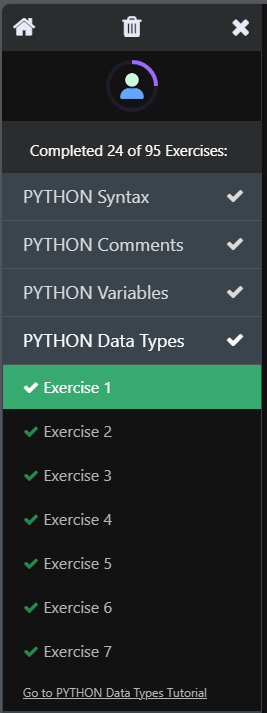 Completed 24 of 95 Exercises:
PYTHON Syntax
PYTHON Comments
PYTHON Variables
PYTHON Data Types
Exercise 1
Exercise 2
Exercise 3
Exercise 4
Exercise 5
Exercise 6
Exercise 7
Go to PYTHON Data Types Tutorial